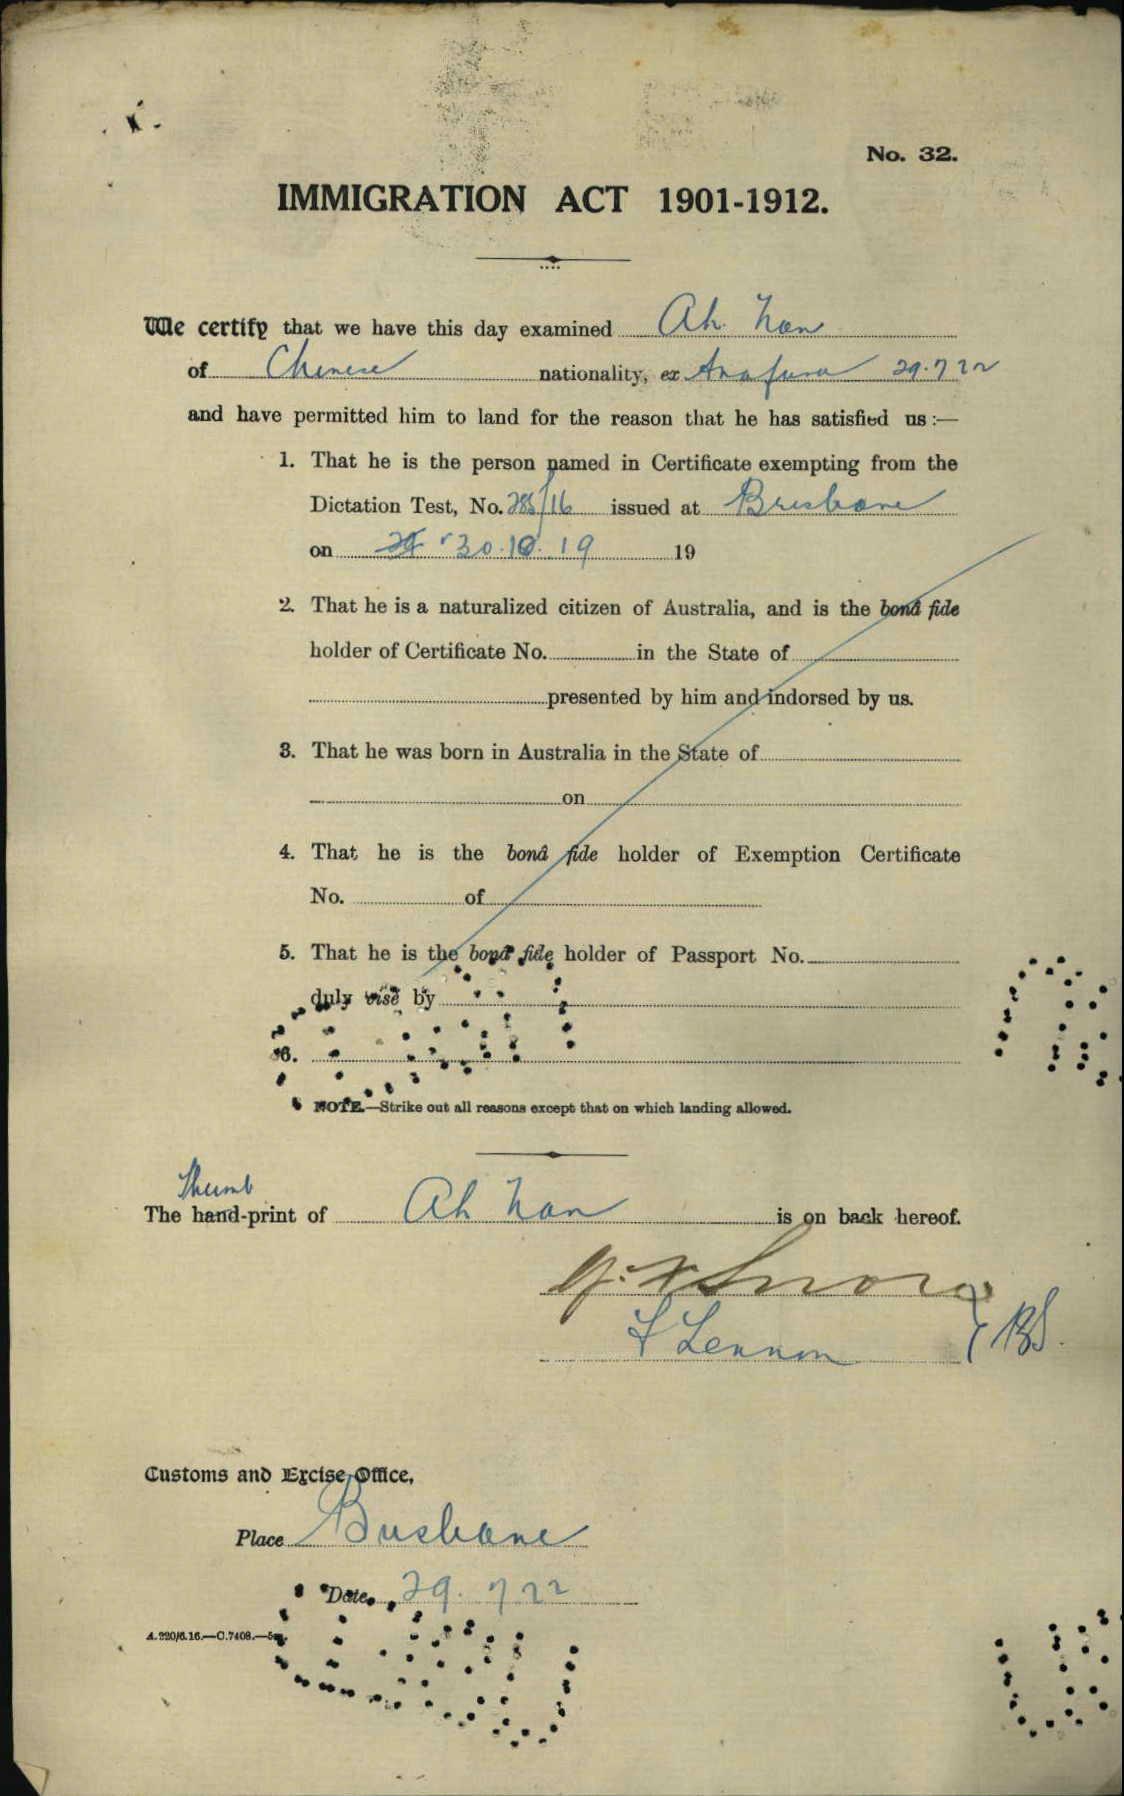 No. 32.
IMMIGRATION ACT 1901-1912.
We certify that we have this day examined Ah Nan
of Chinese nationality, ex Arafura 29.7.22
and have permitted him to land for the reason that he has satisfied us :—
1. That he is the person named in Certificate exempting from the
Dictation Test, No. 285/16 issued at Brisbane
on 30.10.19 19
2. That he is a naturalized citizen of Australia, and is the bonâ fide
holder of Certificate No. in the State of
presented by him and indorsed by us.
3. That he was born in Australia in the State of
on
4. That he is the bonâ fide holder of Exemption Certificate
No. of
5. That he is the bonâ fide holder of Passport No.
duly visé by
6.
NOTE.—Strike out all reasons except that on which landing allowed.
Thumb
The hand-print of Ah Nan is on back hereof.
Lennon
Customs and Excise Office,
Place Brisbane
Date 29.7.22
A.220/6.16.—C.7408.—